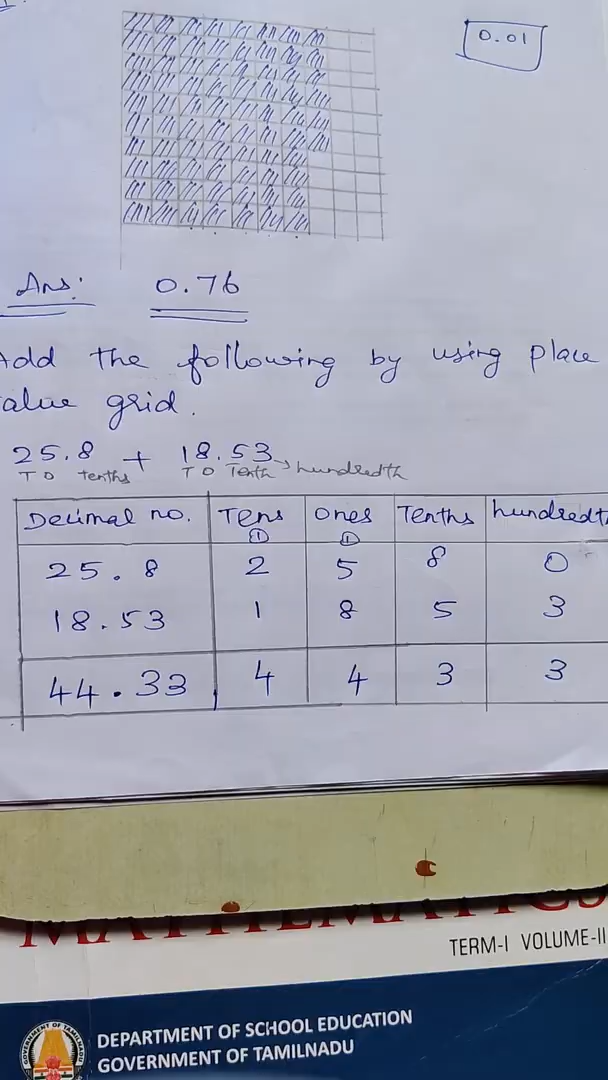 0.01
Ans: 0.76
Add the following by using place
value grid.
25.8 + 18.53
T O tenths T O Tenth → hundredth
Decimal no. Tens ones Tenths hundredth
1 1
25.8 2 5 8 0
18.53 1 8 5 3
44.33 4 4 3 3
MATHEMATICS
TERM-I VOLUME-II
DEPARTMENT OF SCHOOL EDUCATION
GOVERNMENT OF TAMILNADU